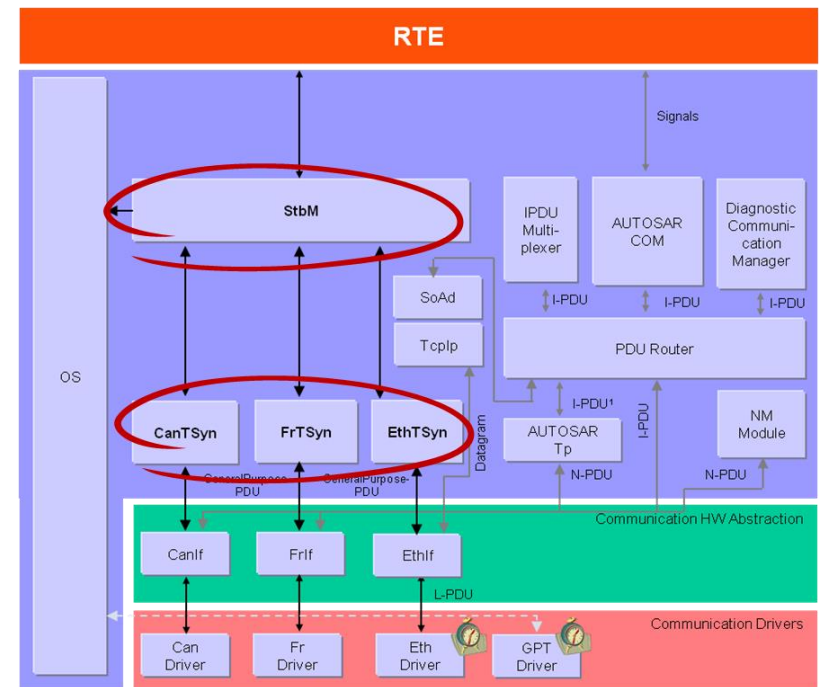 RTE
Signals
StbM
IPDU
Multi-
plexer
AUTOSAR
COM
Diagnostic
Communi-
cation
Manager
SoAd
I-PDU
I-PDU
I-PDU
TcpIp
PDU Router
OS
CanTSyn
FrTSyn
EthTSyn
Datagram
I-PDU¹
I-PDU
AUTOSAR
Tp
NM
Module
GeneralPurpose-
PDU
GeneralPurpose-
PDU
N-PDU
N-PDU
Communication HW Abstraction
CanIf
FrIf
EthIf
L-PDU
Communication Drivers
Can
Driver
Fr
Driver
Eth
Driver
GPT
Driver